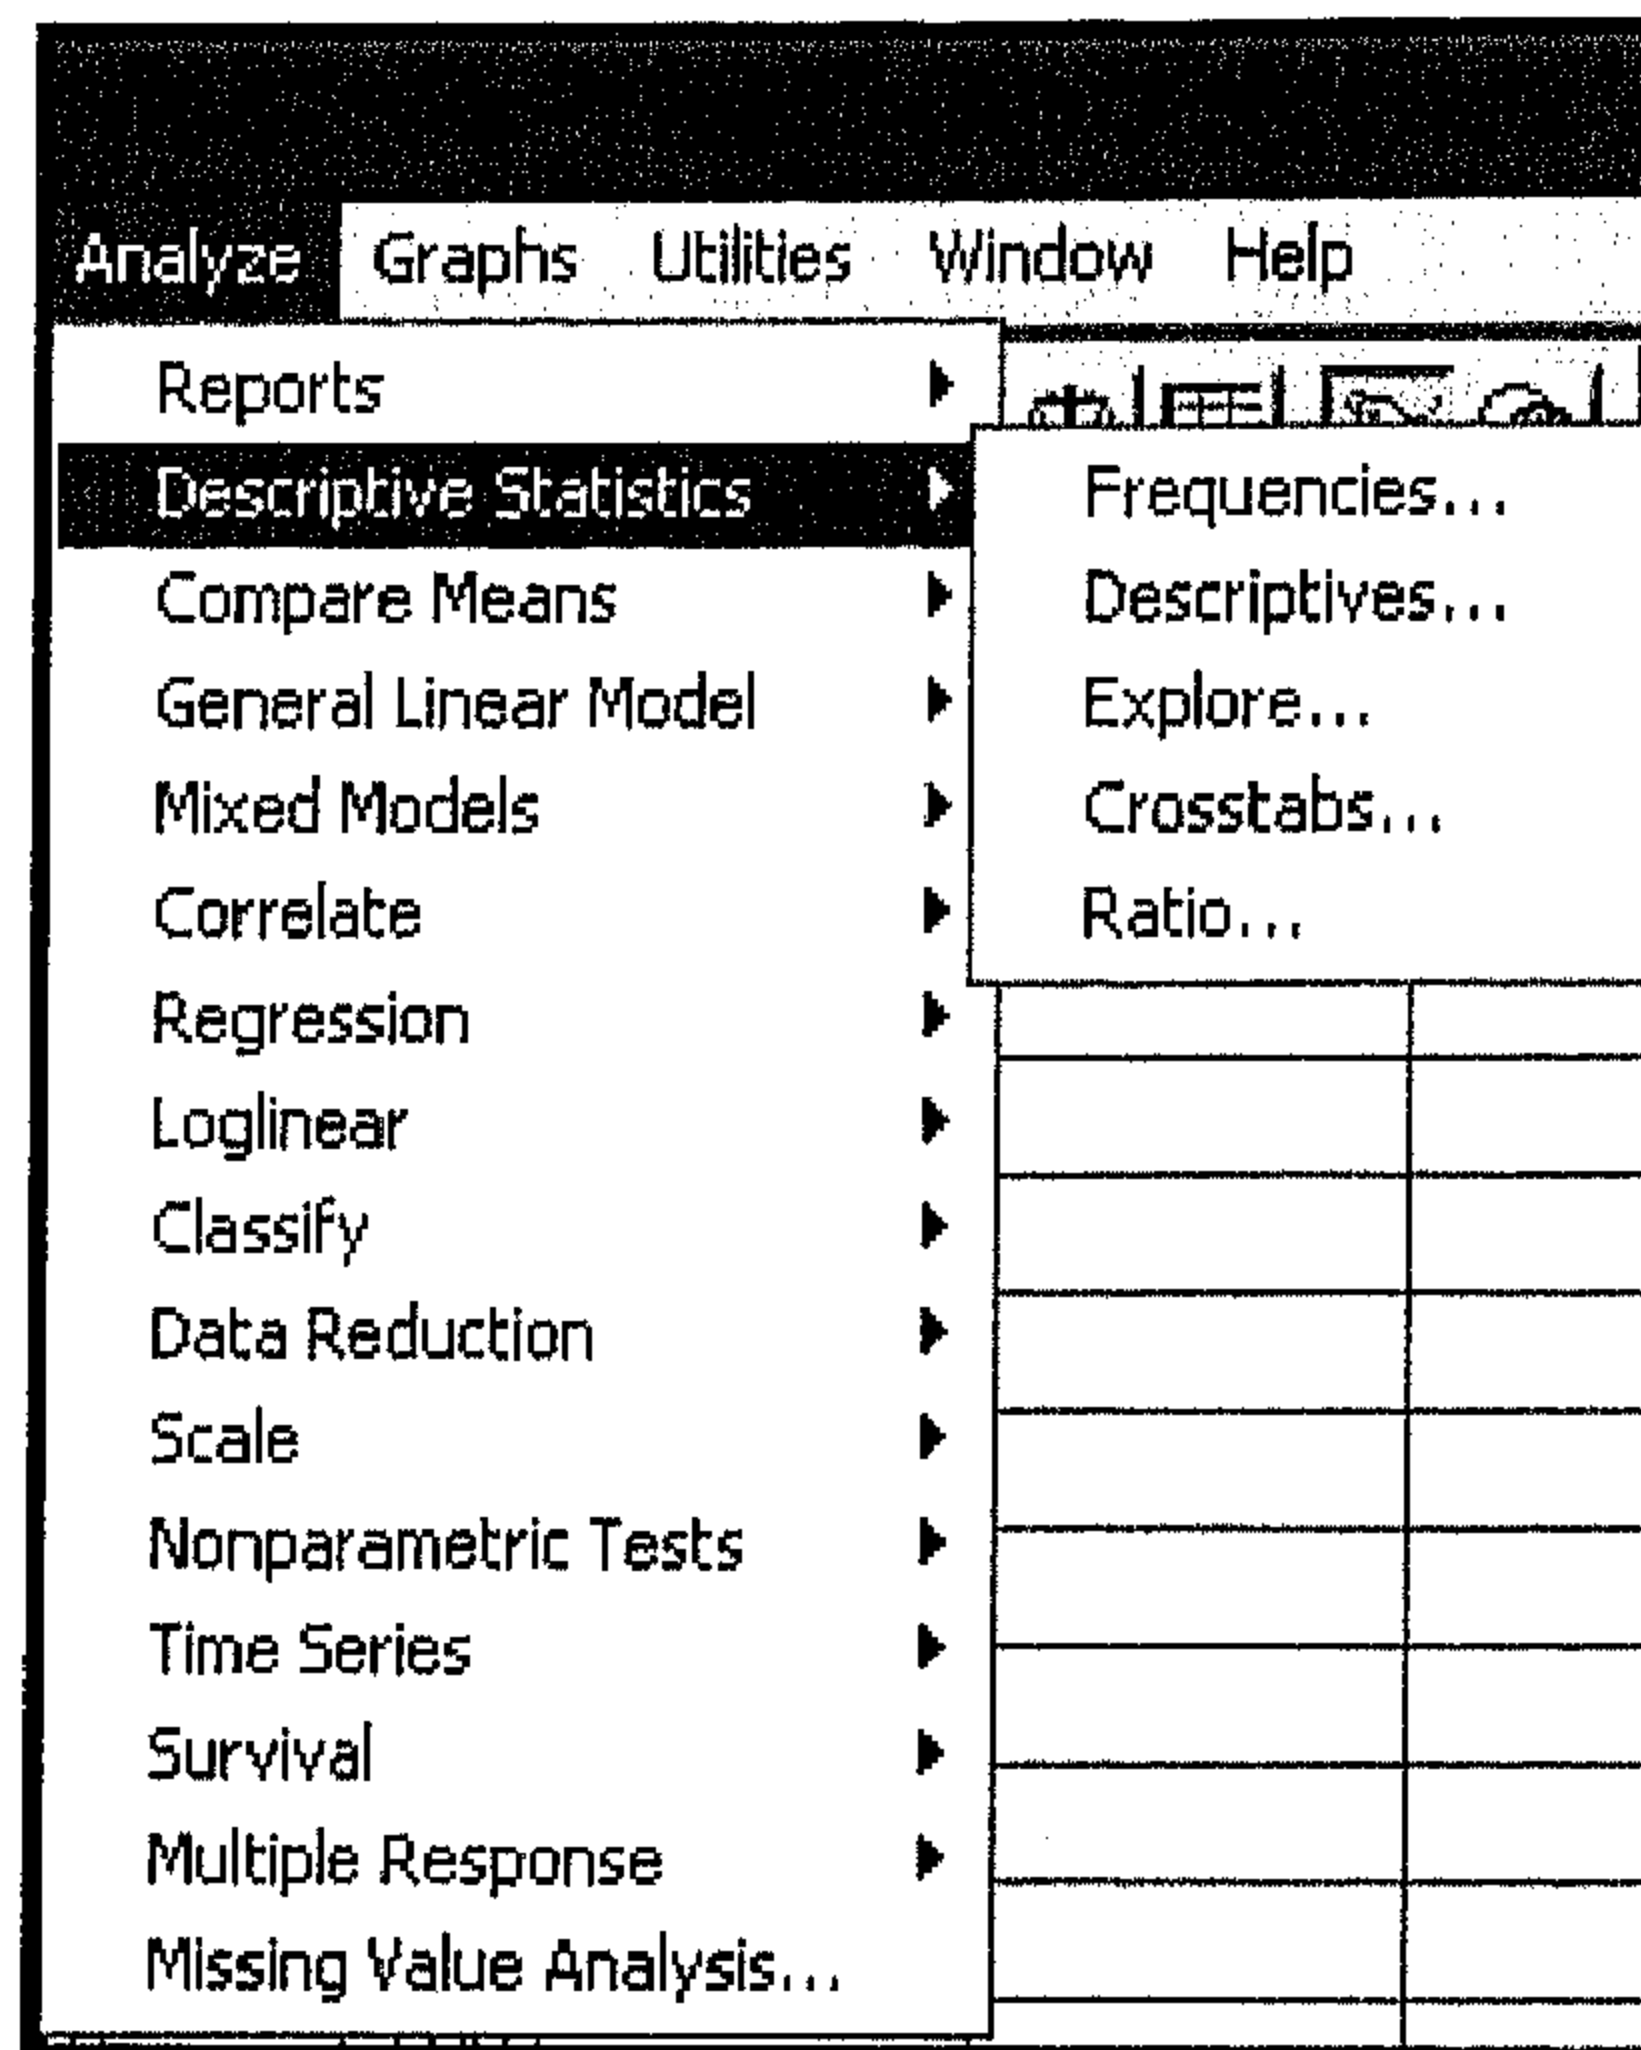 Analyze Graphs Utilities Window Help
Reports
Descriptive Statistics
Compare Means
General Linear Model
Mixed Models
Correlate
Regression
Loglinear
Classify
Data Reduction
Scale
Nonparametric Tests
Time Series
Survival
Multiple Response
Missing Value Analysis...
Frequencies...
Descriptives...
Explore...
Crosstabs...
Ratio...